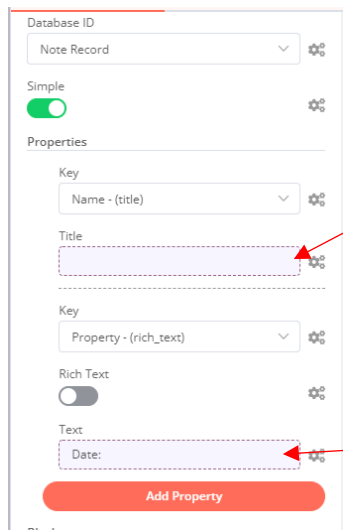 Database ID
Note Record
Simple
Properties
Key
Name - (title)
Title
Key
Property - (rich_text)
Rich Text
Text
Date:
Add Property